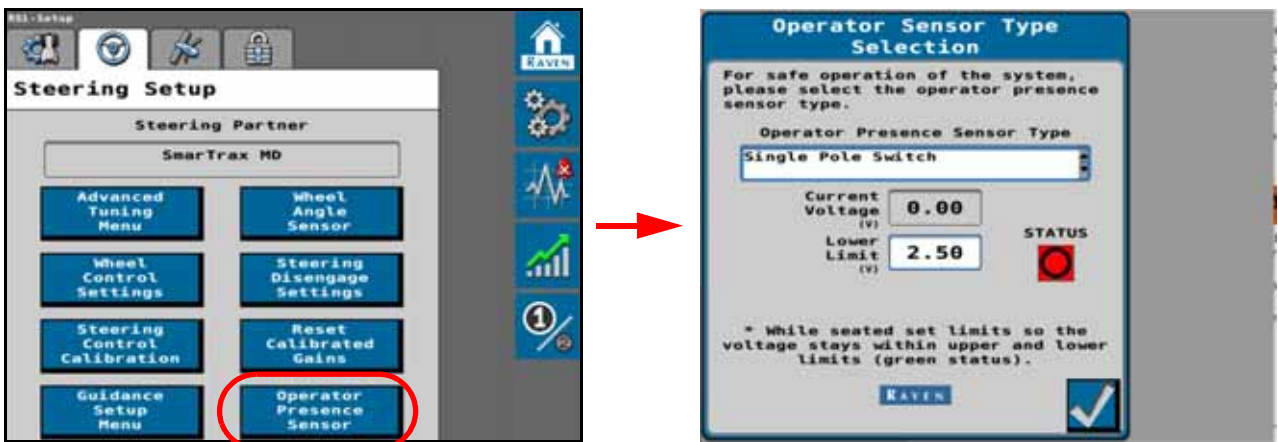 RS1-Setup
Steering Setup
RAVEN
Steering Partner
SmarTrax MD
Advanced
Tuning
Menu
Wheel
Angle
Sensor
Wheel
Control
Settings
Steering
Disengage
Settings
Steering
Control
Calibration
Reset
Calibrated
Gains
Guidance
Setup
Menu
Operator
Presence
Sensor
1
2
Operator Sensor Type
Selection
For safe operation of the system,
please select the operator presence
sensor type.
Operator Presence Sensor Type
Single Pole Switch
Current
Voltage
(V)
0.00
Lower
Limit
(V)
2.50
STATUS
* While seated set limits so the
voltage stays within upper and lower
limits (green status).
RAVEN